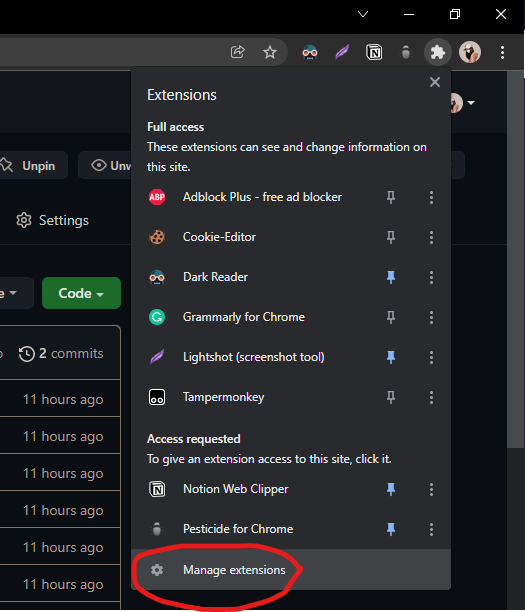 Extensions
Full access
These extensions can see and change information on
this site.
Unpin
ABP
Adblock Plus - free ad blocker
Settings
Cookie-Editor
Code
Dark Reader
Grammarly for Chrome
2 commits
Lightshot (screenshot tool)
11 hours ago
Tampermonkey
11 hours ago
Access requested
To give an extension access to this site, click it.
11 hours ago
Notion Web Clipper
11 hours ago
Pesticide for Chrome
11 hours ago
Manage extensions
11 hours ago